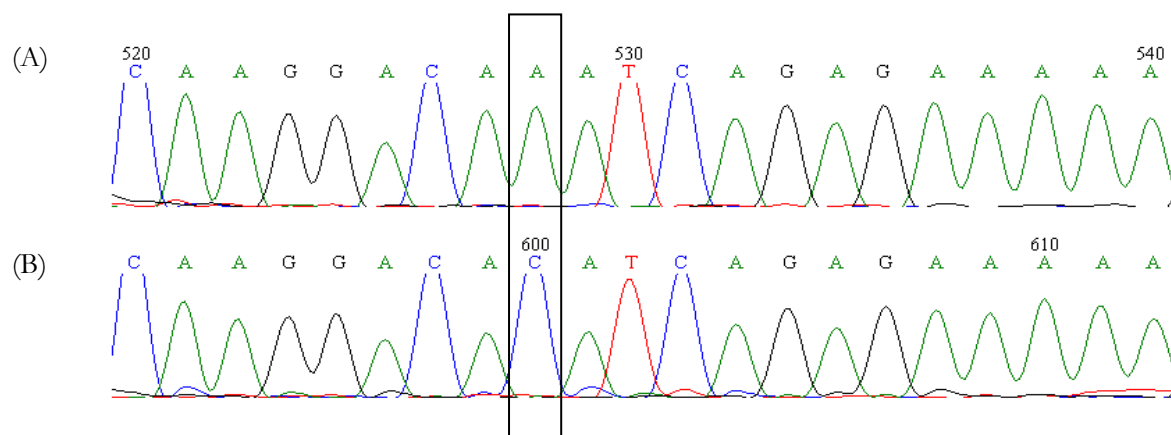 (A)
520 530 540
C A A G G A C A A A T C A G A G A A A A A
(B)
600 610
C A A G G A C A C A T C A G A G A A A A A